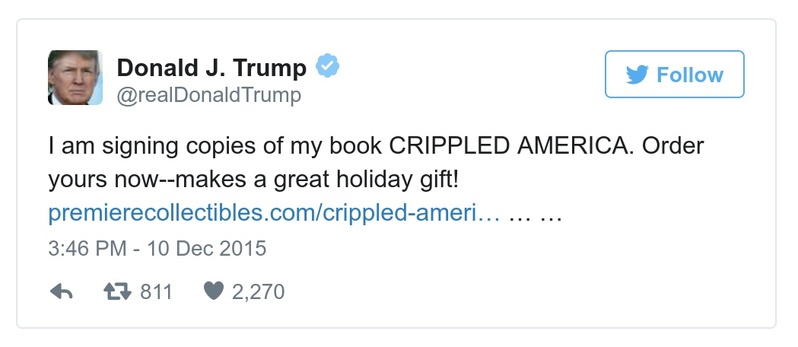 Donald J. Trump
@realDonaldTrump
Follow
I am signing copies of my book CRIPPLED AMERICA. Order
yours now--makes a great holiday gift!
premierecollectibles.com/crippled-ameri… … …
3:46 PM - 10 Dec 2015
811 2,270